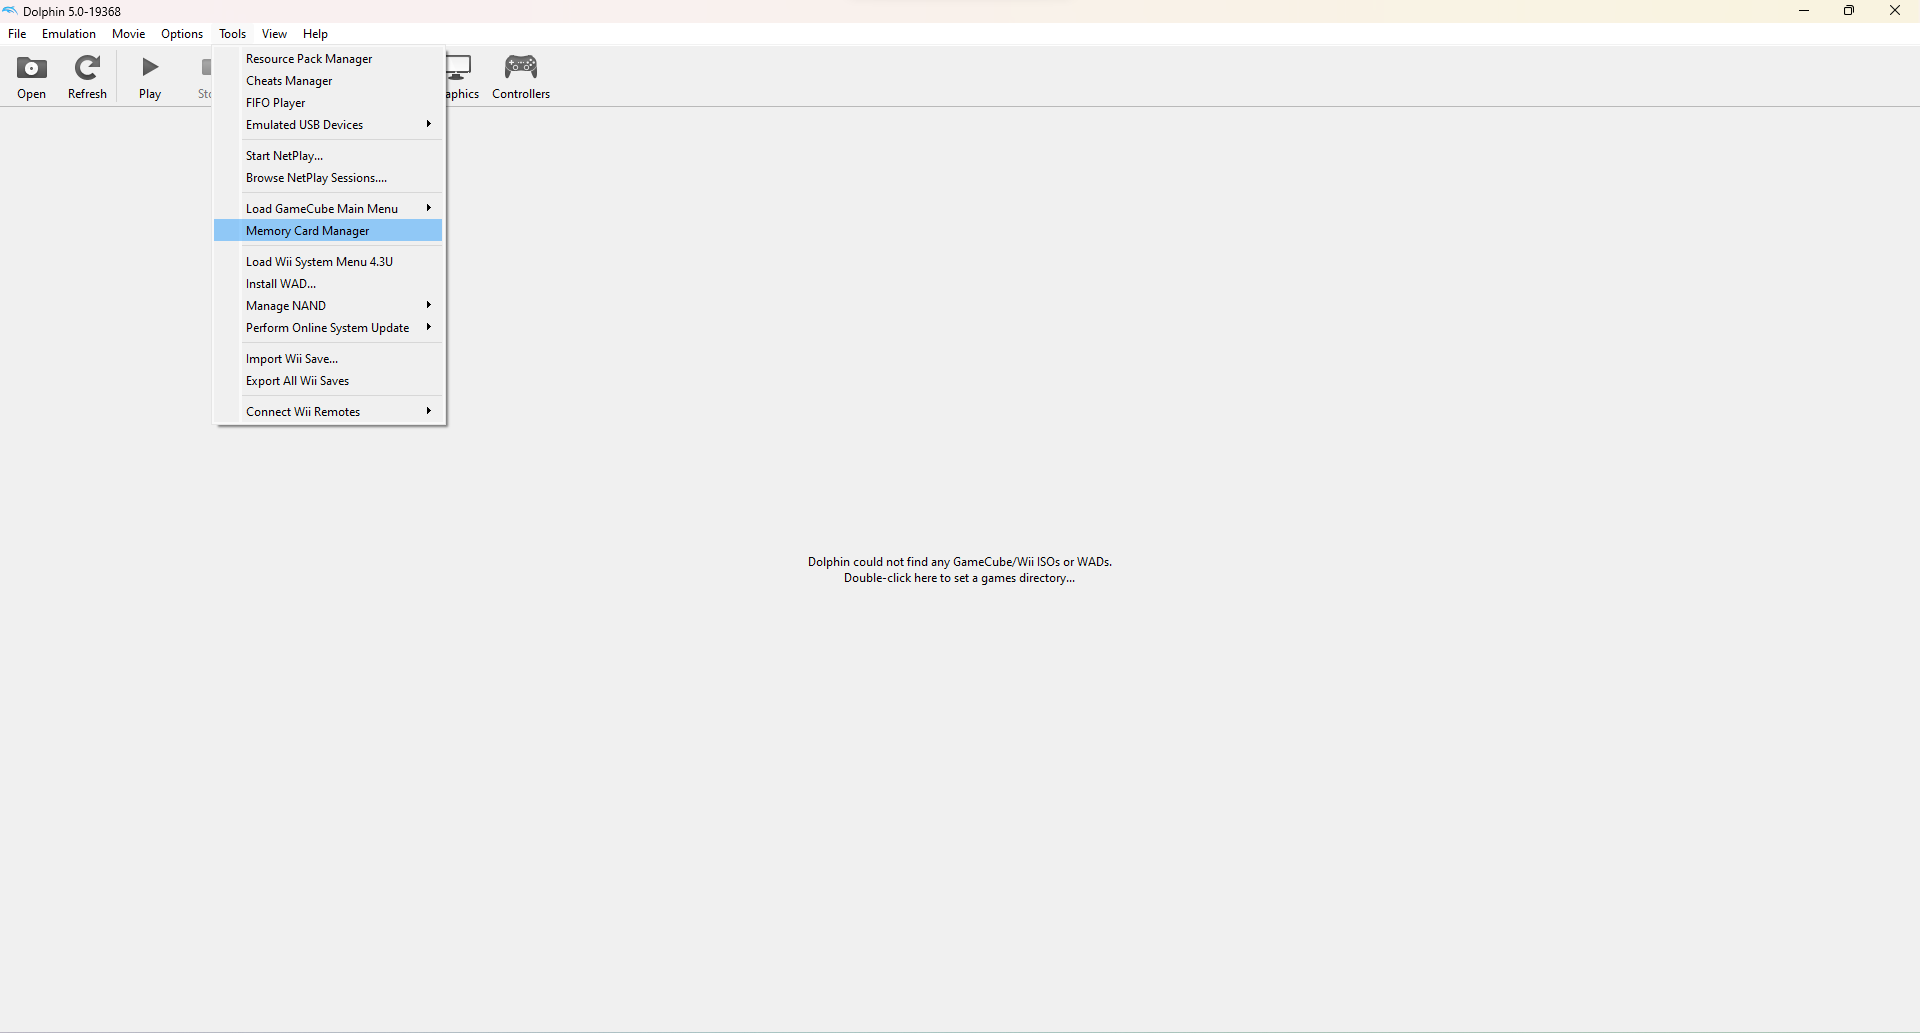 Dolphin 5.0-19368
File Emulation Movie Options Tools View Help
Open Refresh Play Controllers
Resource Pack Manager
Cheats Manager
FIFO Player
Emulated USB Devices
Start NetPlay...
Browse NetPlay Sessions....
Load GameCube Main Menu
Memory Card Manager
Load Wii System Menu 4.3U
Install WAD...
Manage NAND
Perform Online System Update
Import Wii Save...
Export All Wii Saves
Connect Wii Remotes
Dolphin could not find any GameCube/Wii ISOs or WADs.
Double-click here to set a games directory...